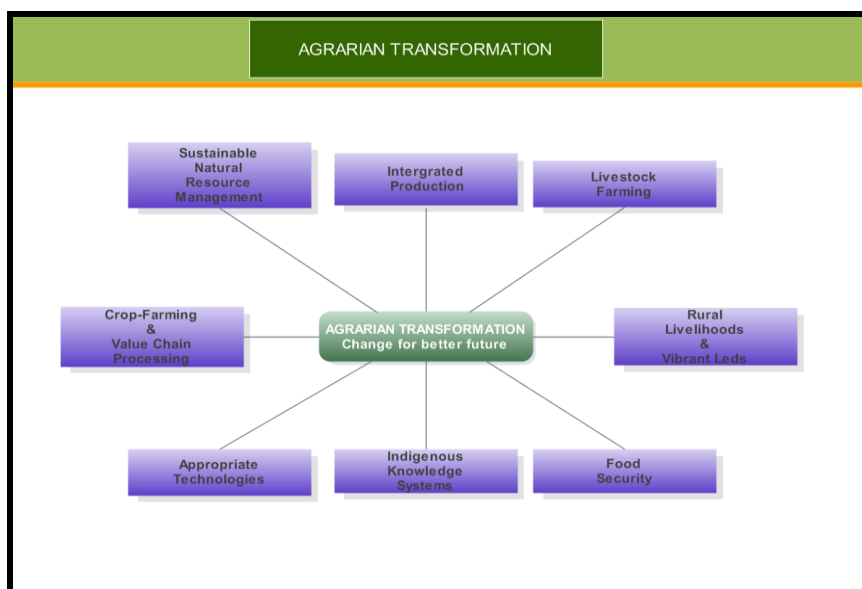 AGRARIAN TRANSFORMATION
Sustainable
Natural
Resource
Management
Intergrated
Production
Livestock
Farming
Crop-Farming
&
Value Chain
Processing
AGRARIAN TRANSFORMATION
Change for better future
Rural
Livelihoods
&
Vibrant Leds
Appropriate
Technologies
Indigenous
Knowledge
Systems
Food
Security